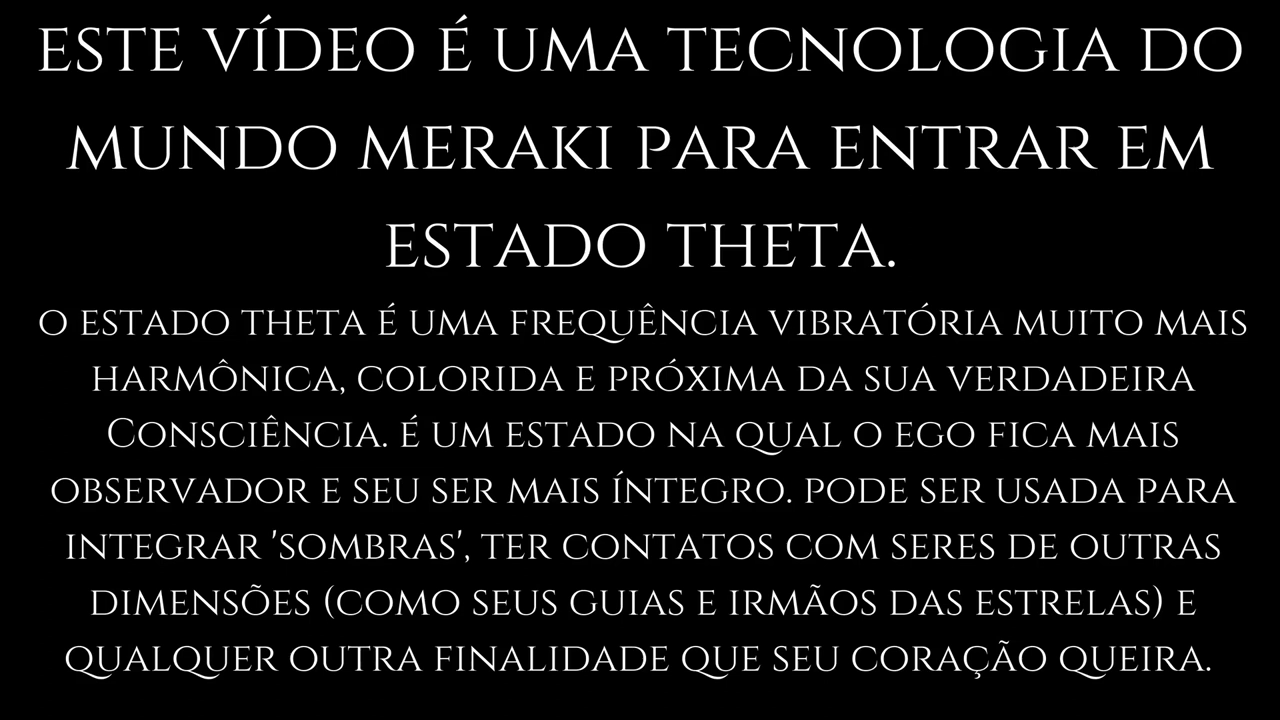 ESTE VÍDEO É UMA TECNOLOGIA DO
MUNDO MERAKI PARA ENTRAR EM
ESTADO THETA.
O ESTADO THETA É UMA FREQUÊNCIA VIBRATÓRIA MUITO MAIS
HARMÔNICA, COLORIDA E PRÓXIMA DA SUA VERDADEIRA
CONSCIÊNCIA. É UM ESTADO NA QUAL O EGO FICA MAIS
OBSERVADOR E SEU SER MAIS ÍNTEGRO. PODE SER USADA PARA
INTEGRAR 'SOMBRAS', TER CONTATOS COM SERES DE OUTRAS
DIMENSÕES (COMO SEUS GUIAS E IRMÃOS DAS ESTRELAS) E
QUALQUER OUTRA FINALIDADE QUE SEU CORAÇÃO QUEIRA.